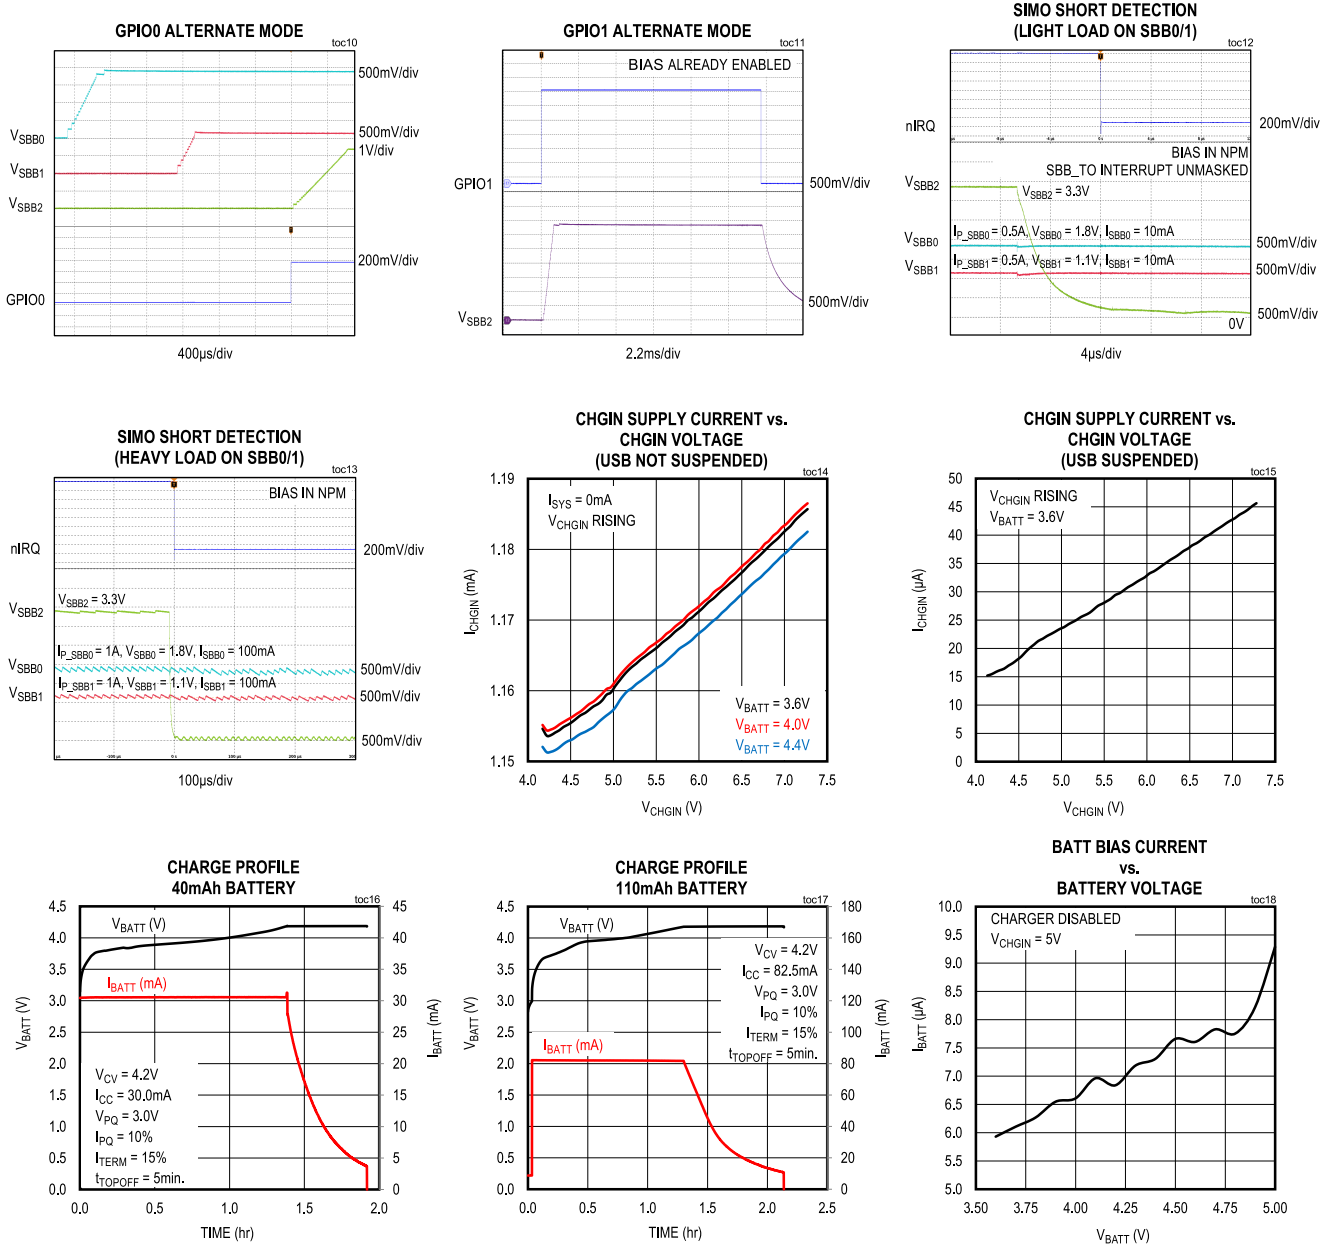 GPIO0 ALTERNATE MODE
toc10
500mV/div
500mV/div
1V/div
VSBB0
VSBB1
VSBB2
200mV/div
GPIO0
400µs/div
GPIO1 ALTERNATE MODE
toc11
BIAS ALREADY ENABLED
GPIO1
500mV/div
500mV/div
VSBB2
2.2ms/div
SIMO SHORT DETECTION
(LIGHT LOAD ON SBB0/1)
toc12
nIRQ
200mV/div
BIAS IN NPM
SBB_TO INTERRUPT UNMASKED
VSBB2
VSBB2 = 3.3V
IP_SBB0 = 0.5A, VSBB0 = 1.8V, ISBB0 = 10mA
VSBB0
500mV/div
IP_SBB1 = 0.5A, VSBB1 = 1.1V, ISBB1 = 10mA
VSBB1
500mV/div
500mV/div
0V
4µs/div
SIMO SHORT DETECTION
(HEAVY LOAD ON SBB0/1)
toc13
BIAS IN NPM
nIRQ
200mV/div
VSBB2 = 3.3V
VSBB2
IP_SBB0 = 1A, VSBB0 = 1.8V, ISBB0 = 100mA
VSBB0
500mV/div
IP_SBB1 = 1A, VSBB1 = 1.1V, ISBB1 = 100mA
VSBB1
500mV/div
500mV/div
100µs/div
CHGIN SUPPLY CURRENT vs.
CHGIN VOLTAGE
(USB NOT SUSPENDED)
toc14
1.19
1.18
1.17
1.16
1.15
ICHGIN (mA)
ISYS = 0mA
VCHGIN RISING
VBATT = 3.6V
VBATT = 4.0V
VBATT = 4.4V
4.0 4.5 5.0 5.5 6.0 6.5 7.0 7.5
VCHGIN (V)
CHGIN SUPPLY CURRENT vs.
CHGIN VOLTAGE
(USB SUSPENDED)
toc15
50
45
40
35
30
25
20
15
10
5
0
ICHGIN (µA)
VCHGIN RISING
VBATT = 3.6V
4.0 4.5 5.0 5.5 6.0 6.5 7.0 7.5
VCHGIN (V)
CHARGE PROFILE
40mAh BATTERY
toc16
4.5
4.0
3.5
3.0
2.5
2.0
1.5
1.0
0.5
0.0
VBATT (V)
VBATT (V)
IBATT (mA)
VCV = 4.2V
ICC = 30.0mA
VPQ = 3.0V
IPQ = 10%
ITERM = 15%
tTOPOFF = 5min.
45
40
35
30
25
20
15
10
5
0
IBATT (mA)
0.0 0.5 1.0 1.5 2.0
TIME (hr)
CHARGE PROFILE
110mAh BATTERY
toc17
4.5
4.0
3.5
3.0
2.5
2.0
1.5
1.0
0.5
0.0
VBATT (V)
VBATT (V)
IBATT (mA)
VCV = 4.2V
ICC = 82.5mA
VPQ = 3.0V
IPQ = 10%
ITERM = 15%
tTOPOFF = 5min.
180
160
140
120
100
80
60
40
20
0
IBATT (mA)
0.0 0.5 1.0 1.5 2.0 2.5
TIME (hr)
BATT BIAS CURRENT
vs.
BATTERY VOLTAGE
toc18
10.0
9.5
9.0
8.5
8.0
7.5
7.0
6.5
6.0
5.5
5.0
IBATT (µA)
CHARGER DISABLED
VCHGIN = 5V
3.50 3.75 4.00 4.25 4.50 4.75 5.00
VBATT (V)